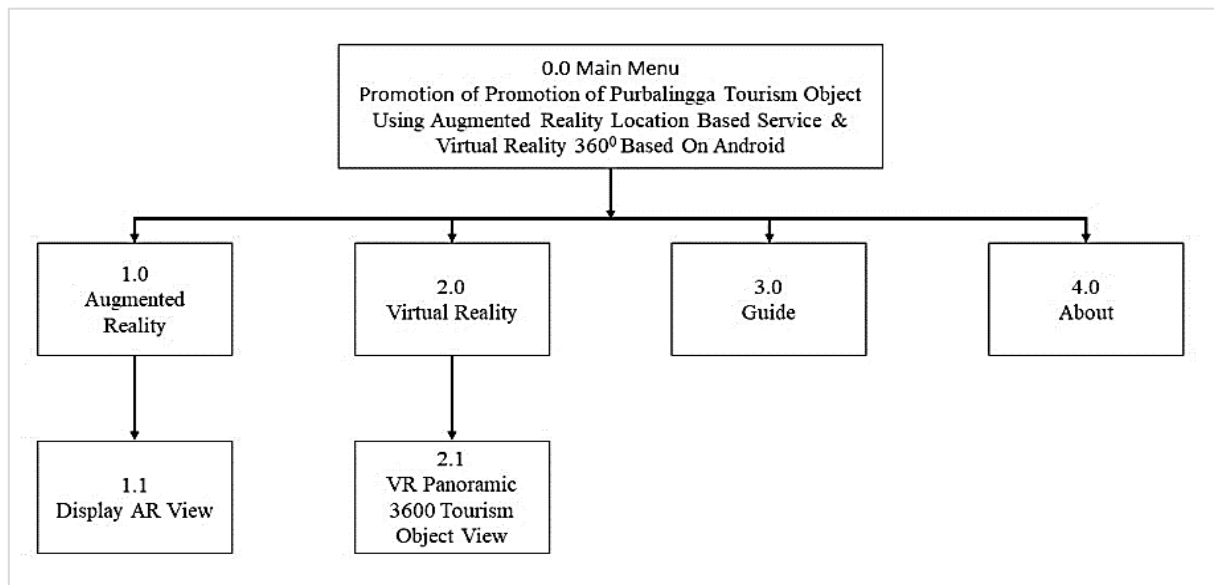 0.0 Main Menu
Promotion of Promotion of Purbalingga Tourism Object
Using Augmented Reality Location Based Service &
Virtual Reality 360⁰ Based On Android
1.0
Augmented
Reality
2.0
Virtual Reality
3.0
Guide
4.0
About
1.1
Display AR View
2.1
VR Panoramic
3600 Tourism
Object View